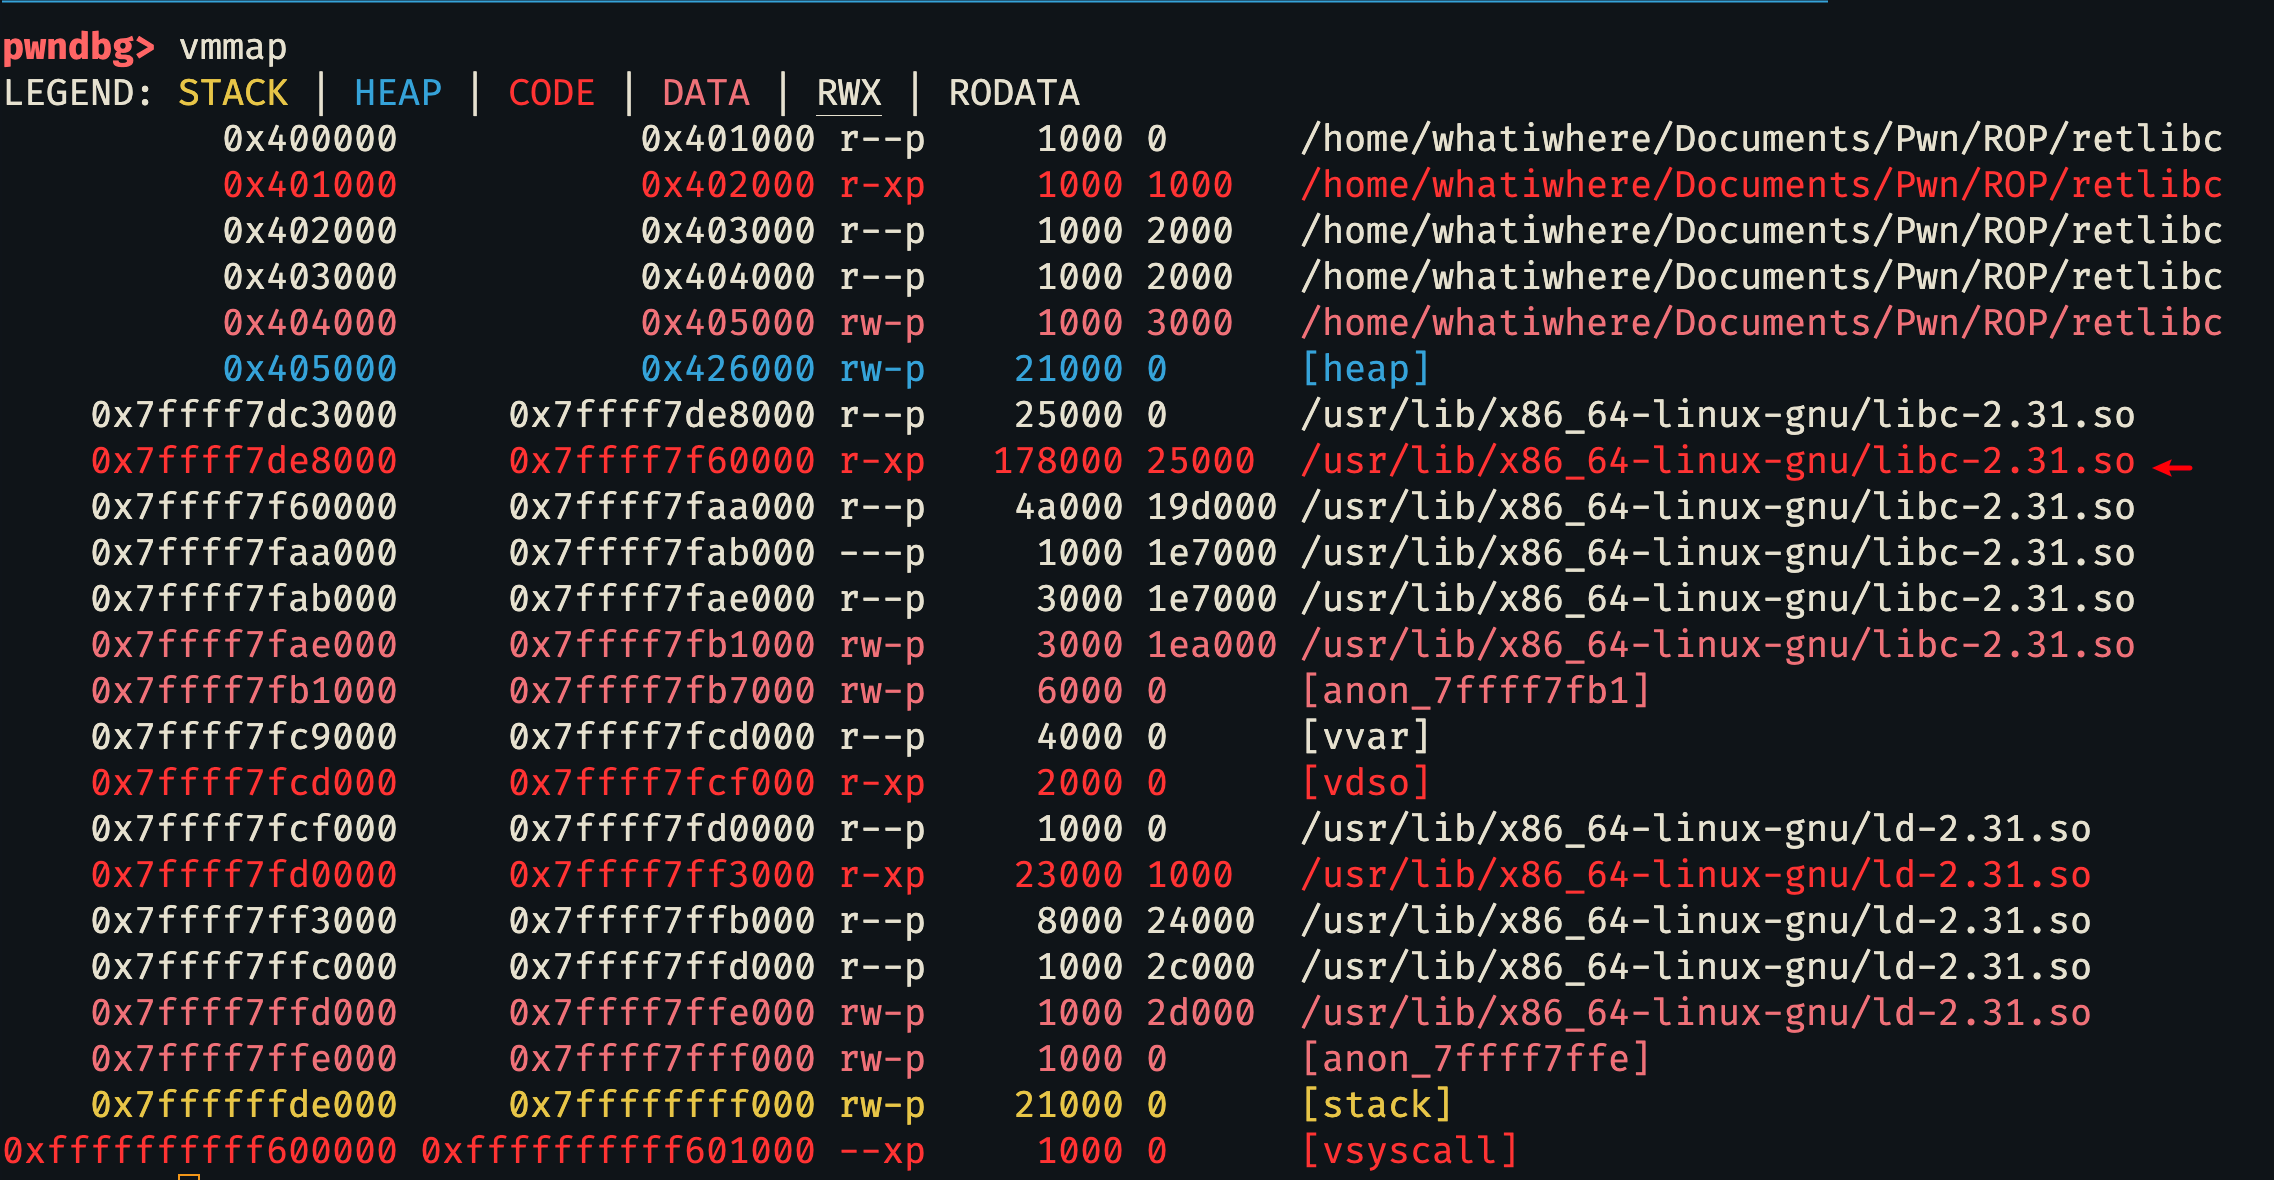 pwndbg> vmmap
LEGEND: STACK | HEAP | CODE | DATA | RWX | RODATA
0x400000 0x401000 r--p 1000 0 /home/whatiwhere/Documents/Pwn/ROP/retlibc
0x401000 0x402000 r-xp 1000 1000 /home/whatiwhere/Documents/Pwn/ROP/retlibc
0x402000 0x403000 r--p 1000 2000 /home/whatiwhere/Documents/Pwn/ROP/retlibc
0x403000 0x404000 r--p 1000 2000 /home/whatiwhere/Documents/Pwn/ROP/retlibc
0x404000 0x405000 rw-p 1000 3000 /home/whatiwhere/Documents/Pwn/ROP/retlibc
0x405000 0x426000 rw-p 21000 0 [heap]
0x7ffff7dc3000 0x7ffff7de8000 r--p 25000 0 /usr/lib/x86_64-linux-gnu/libc-2.31.so
0x7ffff7de8000 0x7ffff7f60000 r-xp 178000 25000 /usr/lib/x86_64-linux-gnu/libc-2.31.so
0x7ffff7f60000 0x7ffff7faa000 r--p 4a000 19d000 /usr/lib/x86_64-linux-gnu/libc-2.31.so
0x7ffff7faa000 0x7ffff7fab000 ---p 1000 1e7000 /usr/lib/x86_64-linux-gnu/libc-2.31.so
0x7ffff7fab000 0x7ffff7fae000 r--p 3000 1e7000 /usr/lib/x86_64-linux-gnu/libc-2.31.so
0x7ffff7fae000 0x7ffff7fb1000 rw-p 3000 1ea000 /usr/lib/x86_64-linux-gnu/libc-2.31.so
0x7ffff7fb1000 0x7ffff7fb7000 rw-p 6000 0 [anon_7ffff7fb1]
0x7ffff7fc9000 0x7ffff7fcd000 r--p 4000 0 [vvar]
0x7ffff7fcd000 0x7ffff7fcf000 r-xp 2000 0 [vdso]
0x7ffff7fcf000 0x7ffff7fd0000 r--p 1000 0 /usr/lib/x86_64-linux-gnu/ld-2.31.so
0x7ffff7fd0000 0x7ffff7ff3000 r-xp 23000 1000 /usr/lib/x86_64-linux-gnu/ld-2.31.so
0x7ffff7ff3000 0x7ffff7ffb000 r--p 8000 24000 /usr/lib/x86_64-linux-gnu/ld-2.31.so
0x7ffff7ffc000 0x7ffff7ffd000 r--p 1000 2c000 /usr/lib/x86_64-linux-gnu/ld-2.31.so
0x7ffff7ffd000 0x7ffff7ffe000 rw-p 1000 2d000 /usr/lib/x86_64-linux-gnu/ld-2.31.so
0x7ffff7ffe000 0x7ffff7fff000 rw-p 1000 0 [anon_7ffff7ffe]
0x7ffffffde000 0x7ffffffff000 rw-p 21000 0 [stack]
0xffffffffff600000 0xffffffffff601000 --xp 1000 0 [vsyscall]